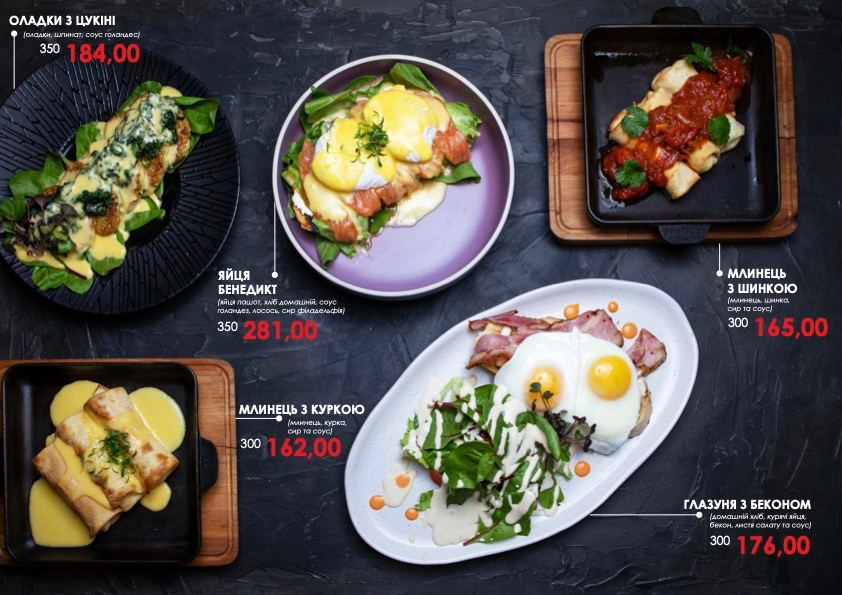 ОЛАДКИ З ЦУКІНІ
(оладки, шпинат, соус голандес)
350 184,00
ЯЙЦЯ
БЕНЕДИКТ
(яйця пашот, хліб домашній, соус
голандез, лосось, сир філадельфія)
350 281,00
МЛИНЕЦЬ
З ШИНКОЮ
(млинець, шинка,
сир та соус)
300 165,00
МЛИНЕЦЬ З КУРКОЮ
(млинець, курка,
сир та соус)
300 162,00
ГЛАЗУНЯ З БЕКОНОМ
(домашній хліб, курячі яйця,
бекон, листя салату та соус)
300 176,00